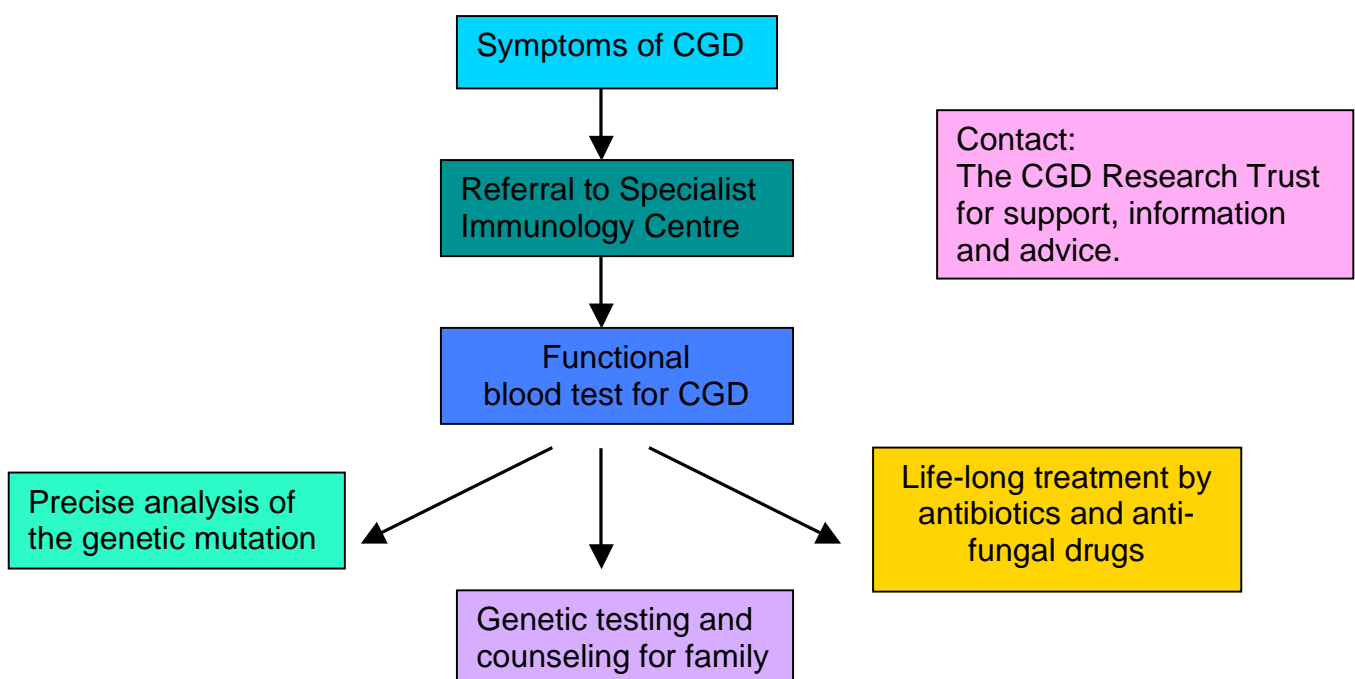 Symptoms of CGD
Referral to Specialist
Immunology Centre
Contact:
The CGD Research Trust
for support, information
and advice.
Functional
blood test for CGD
Precise analysis of
the genetic mutation
Genetic testing and
counseling for family
Life-long treatment by
antibiotics and anti-
fungal drugs